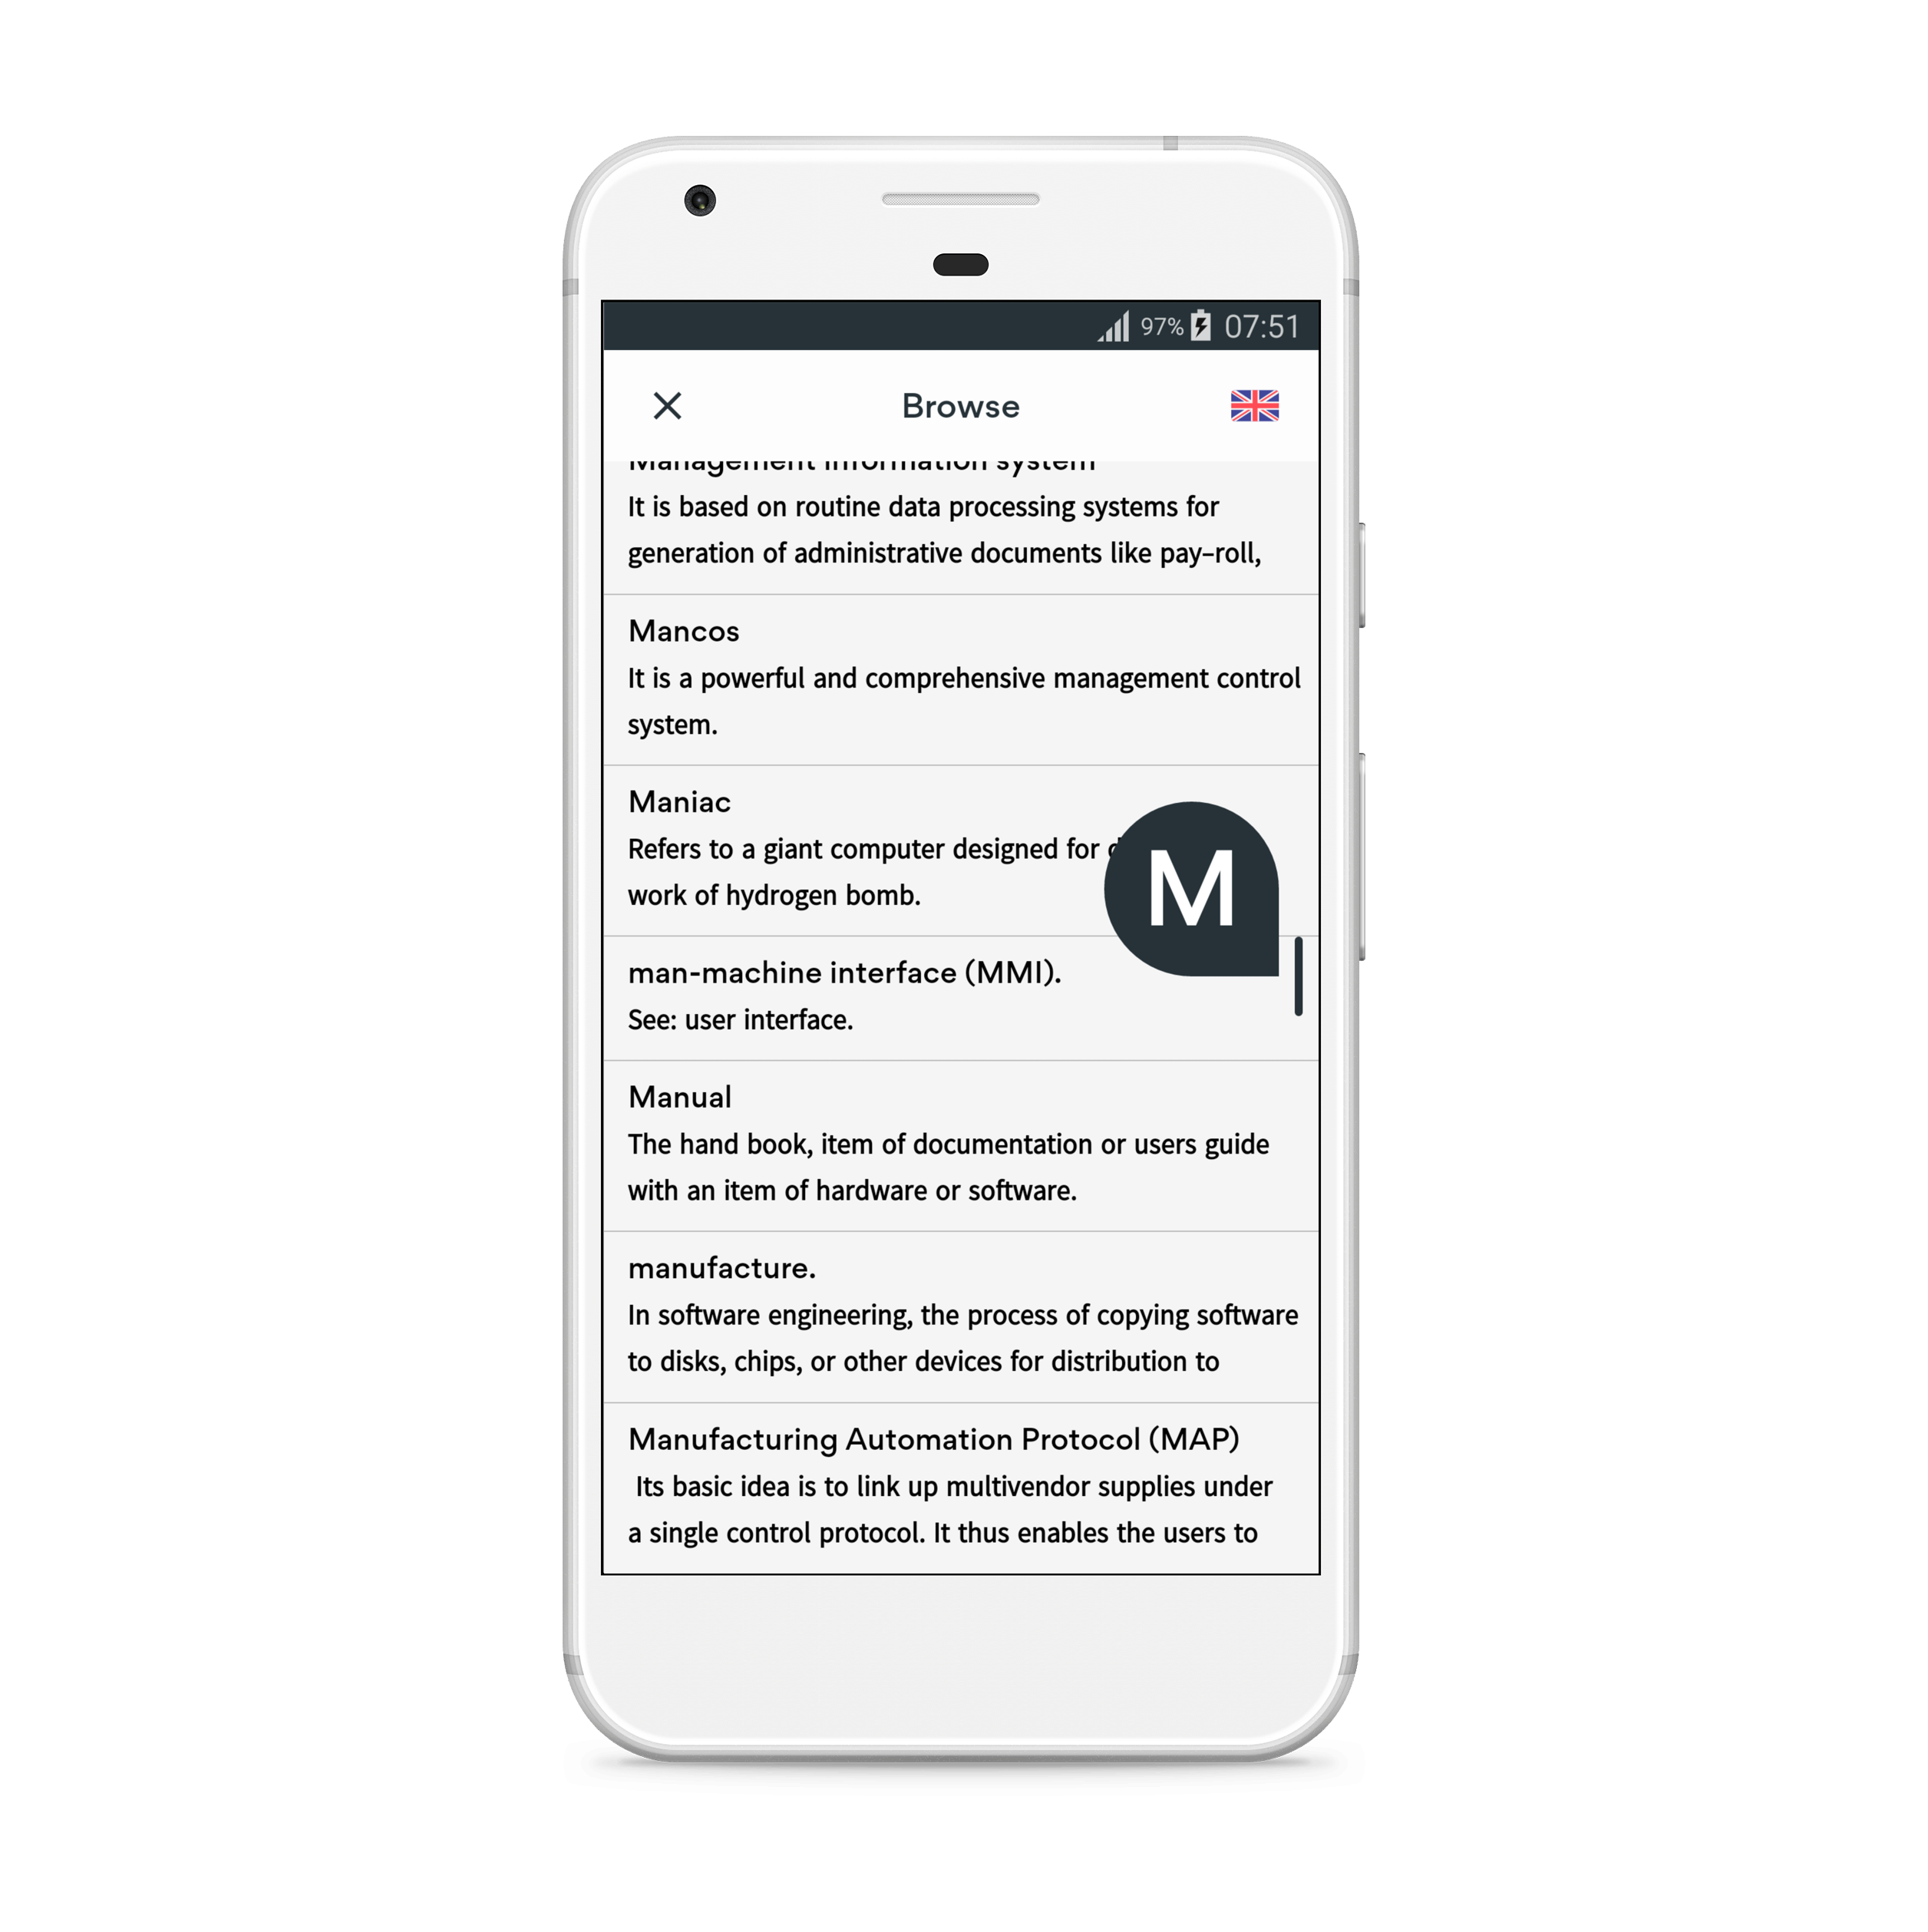 97% 07:51
Browse
Management information system
It is based on routine data processing systems for
generation of administrative documents like pay-roll,
Mancos
It is a powerful and comprehensive management control
system.
Maniac
Refers to a giant computer designed for
work of hydrogen bomb.
M
man-machine interface (MMI).
See: user interface.
Manual
The hand book, item of documentation or users guide
with an item of hardware or software.
manufacture.
In software engineering, the process of copying software
to disks, chips, or other devices for distribution to
Manufacturing Automation Protocol (MAP)
Its basic idea is to link up multivendor supplies under
a single control protocol. It thus enables the users to